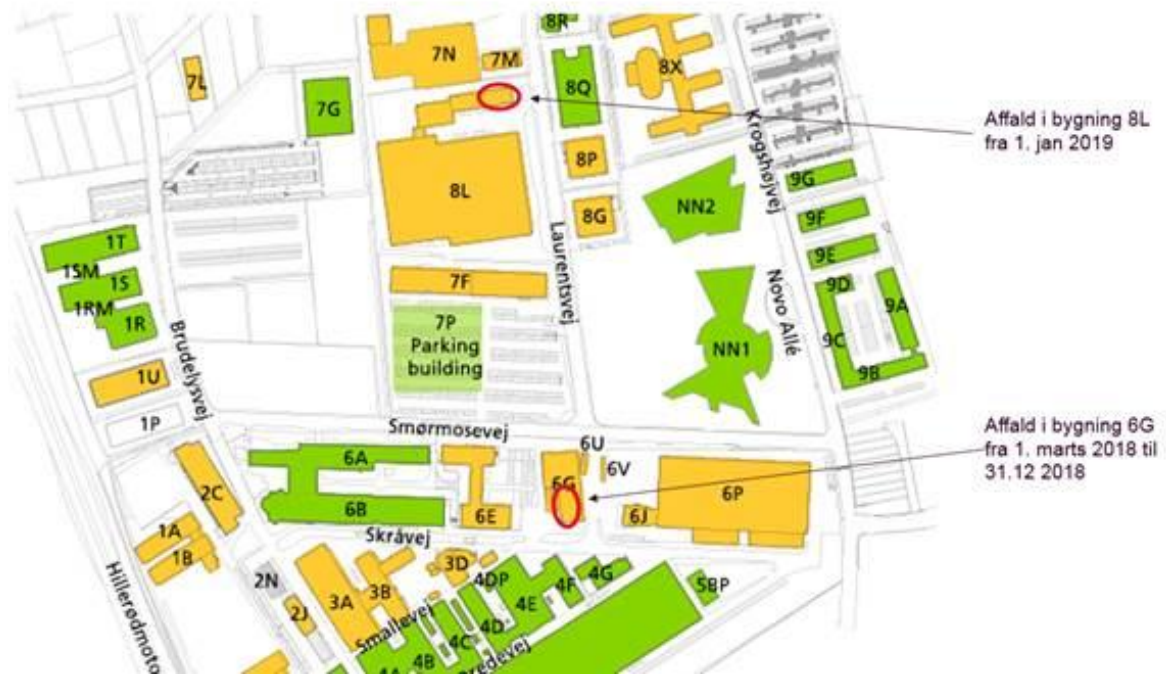 8R
7N
7M
8X
7L
7G
8Q
Affald i bygning 8L
fra 1. jan 2019
Krogshøjvej
8P
9G
8L
NN2
8G
9F
1T
Laurentsvej
9E
1SM
1S
7F
9D
9A
1RM
1R
Novo Allé
7P
Parking
building
NN1
9C
9B
Brudelysvej
1U
1P
Smørmosevej
Affald i bygning 6G
fra 1. marts 2018 til
31.12 2018
6U
6A
6V
2C
6G
6P
6B
6E
6J
1A
Skråvej
1B
3D
Hillerødmoto
2N
3A
3B
4DP
4F
4G
5BP
2J
4E
Smallevej
4D
4C
4B
Bredevej
4A